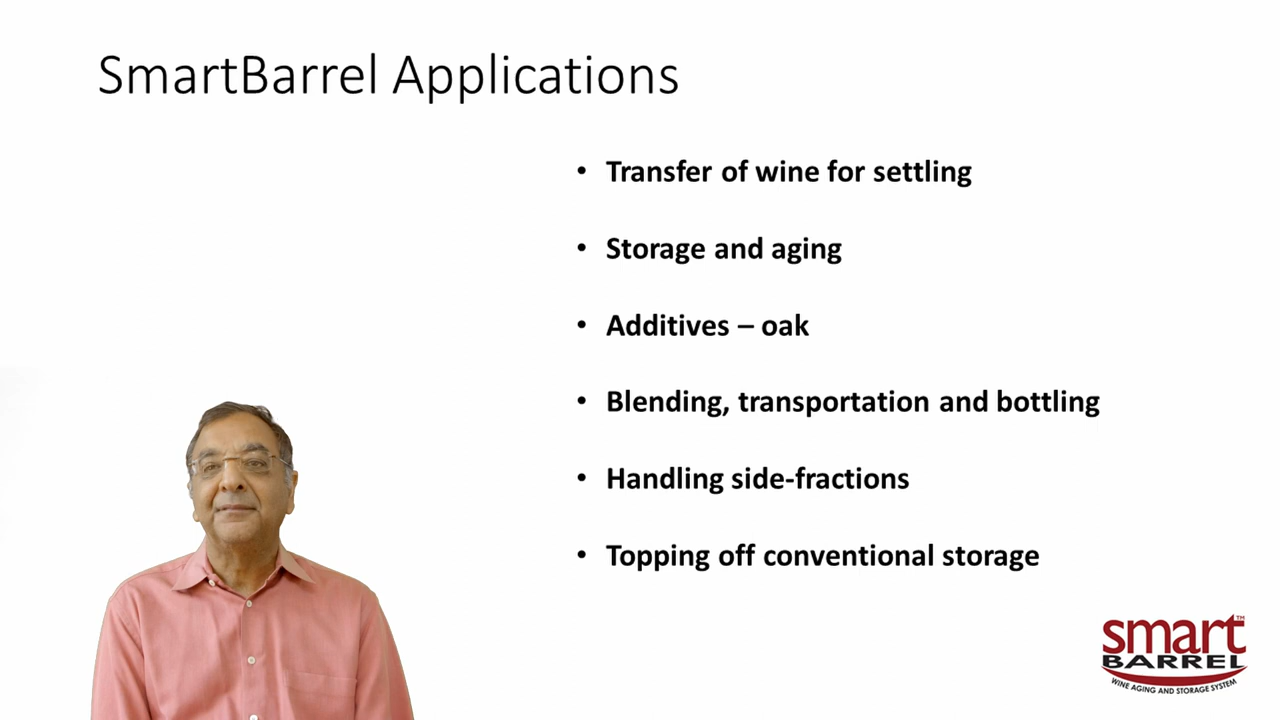 SmartBarrel Applications
• Transfer of wine for settling
• Storage and aging
• Additives – oak
• Blending, transportation and bottling
• Handling side-fractions
• Topping off conventional storage
smart™
BARREL
WINE AGING AND STORAGE SYSTEM